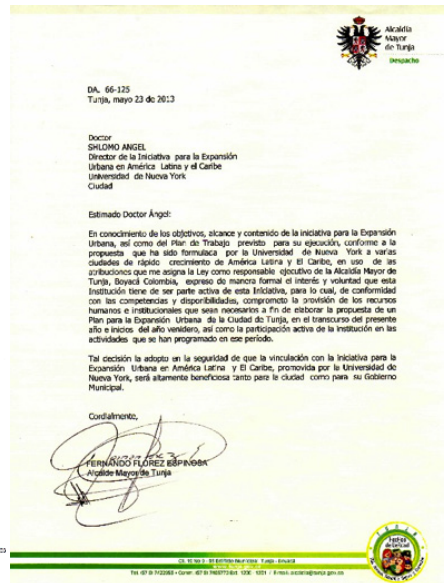 Alcaldía
Mayor
de Tunja
Despacho
DA. 66-125
Tunja, mayo 23 de 2013
Doctor
SHLOMO ANGEL
Director de la Iniciativa para la Expansión
Urbana en América Latina y el Caribe
Universidad de Nueva York
Ciudad
Estimado Doctor Ángel:
En conocimiento de los objetivos, alcance y contenido de la iniciativa para la Expansión
Urbana, así como del Plan de Trabajo previsto para su ejecución, conforme a la
propuesta que ha sido formulada por la Universidad de Nueva York a varias
ciudades de rápido crecimiento de América Latina y El Caribe, en uso de las
atribuciones que me asigna la Ley como responsable ejecutivo de la Alcaldía Mayor de
Tunja, Boyacá Colombia, expreso de manera formal el interés y voluntad que esta
Institución tiene de ser parte activa de esta Iniciativa, para lo cual, de conformidad
con las competencias y disponibilidades, comprometo la provisión de los recursos
humanos e institucionales que sean necesarios a fin de elaborar la propuesta de un
Plan para la Expansión Urbana de la Ciudad de Tunja, en el transcurso del presente
año e inicios del año venidero, así como la participación activa de la institución en las
actividades que se han programado en ese período.
Tal decisión la adopto en la seguridad de que la vinculación con la Iniciativa para la
Expansión Urbana en América Latina y El Caribe, promovida por la Universidad de
Nueva York, será altamente beneficiosa tanto para la ciudad como para su Gobierno
Municipal.
Cordialmente,
FERNANDO FLÓREZ ESPINOSA
Alcalde Mayor de Tunja